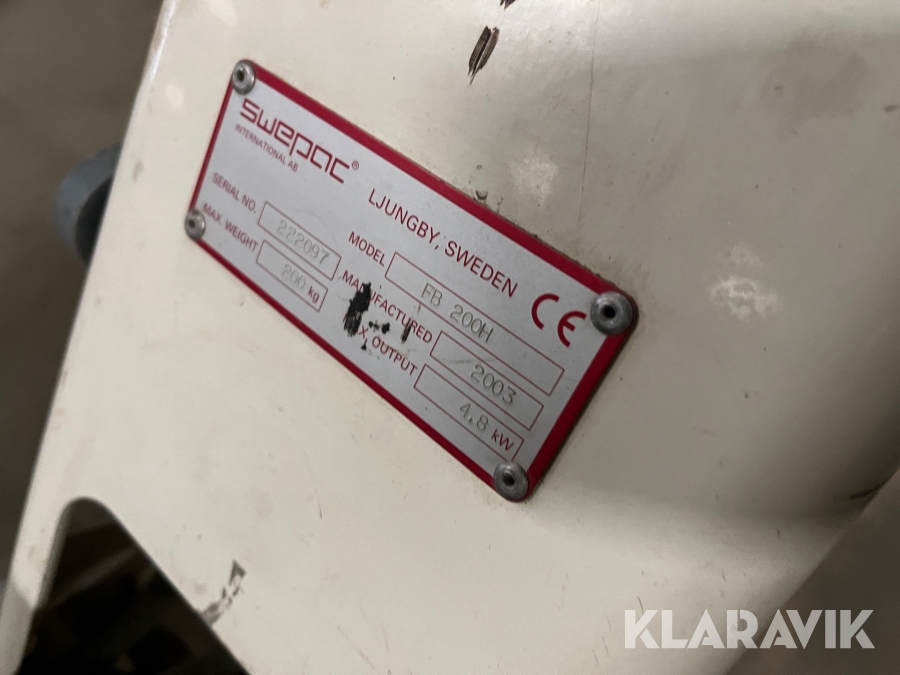 swepac®
INTERNATIONAL AB
LJUNGBY, SWEDEN
SERIAL NO. 222097
MODEL FB 200H
MAX. WEIGHT 200 kg
MANUFACTURED 2003
OUTPUT 4,8 kW
CE
KLARAVIK